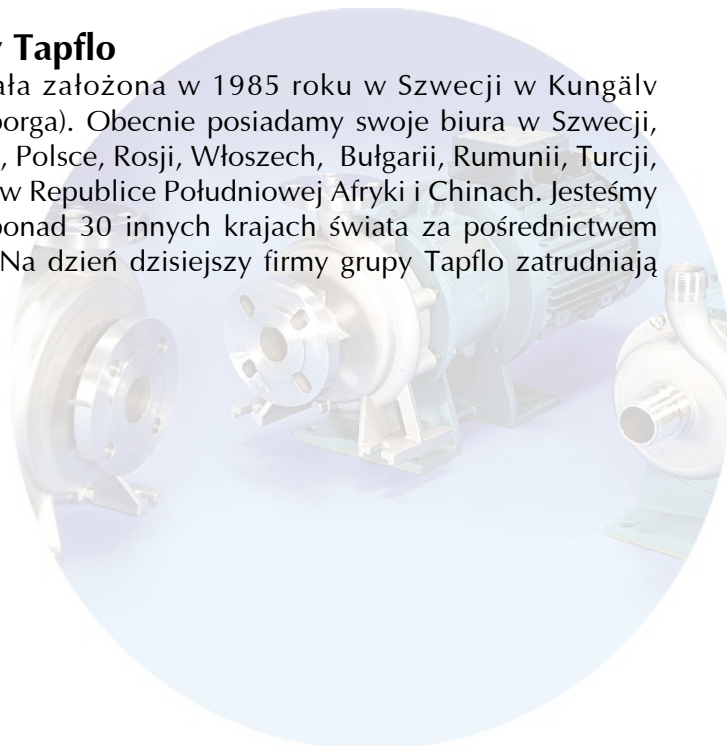 Tapflo
ała założona w 1985 roku w Szwecji w Kungälv
borga). Obecnie posiadamy swoje biura w Szwecji,
, Polsce, Rosji, Włoszech, Bułgarii, Rumunii, Turcji,
w Republice Południowej Afryki i Chinach. Jesteśmy
ponad 30 innych krajach świata za pośrednictwem
Na dzień dzisiejszy firmy grupy Tapflo zatrudniają